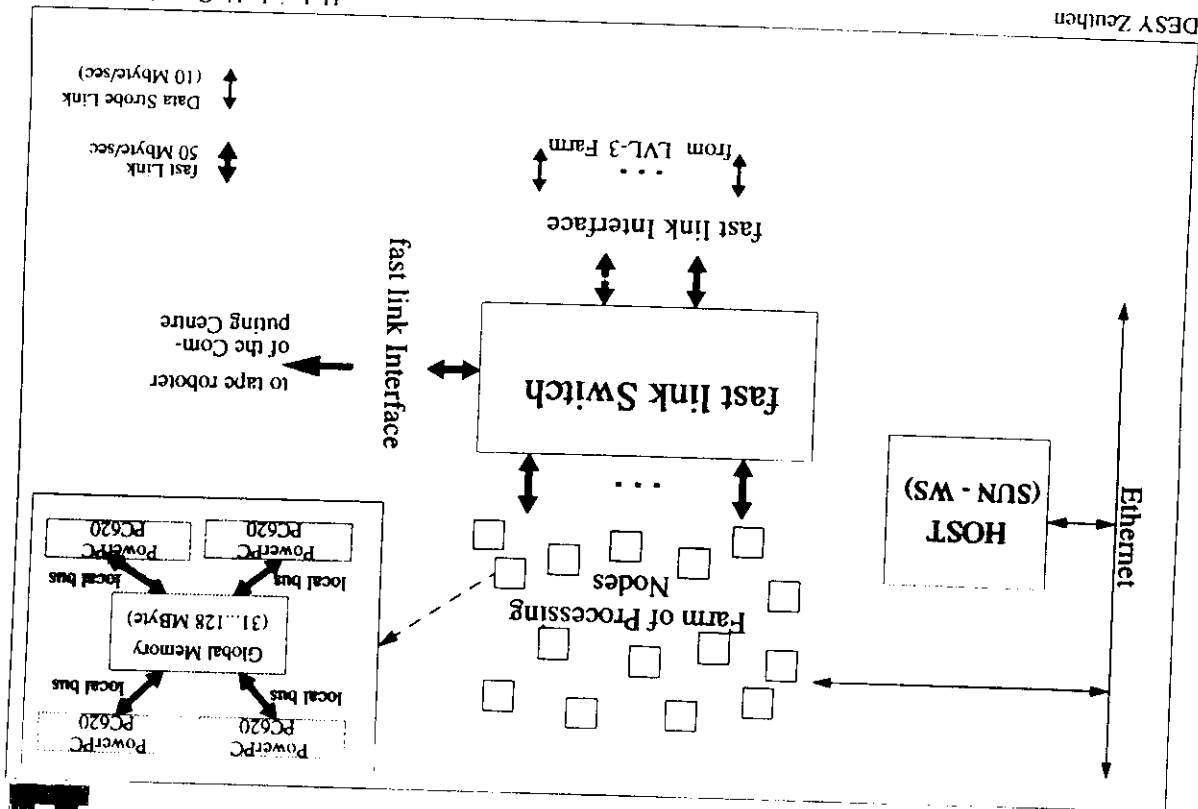 PowerPC PowerPC
PC620 PC620
local bus local bus
Global Memory
(31...128 MByte)
local bus local bus
PowerPC PowerPC
PC620 PC620
Farm of Processing
Nodes
Ethernet
HOST
(SUN - WS)
. . .
fast link Switch
fast link Interface
to tape roboter
of the Com-
puting Centre
fast link Interface
. . .
from LVL-3 Farm
fast Link
50 Mbyte/sec
Data Strobe Link
(10 Mbyte/sec)
DESY Zeuthen